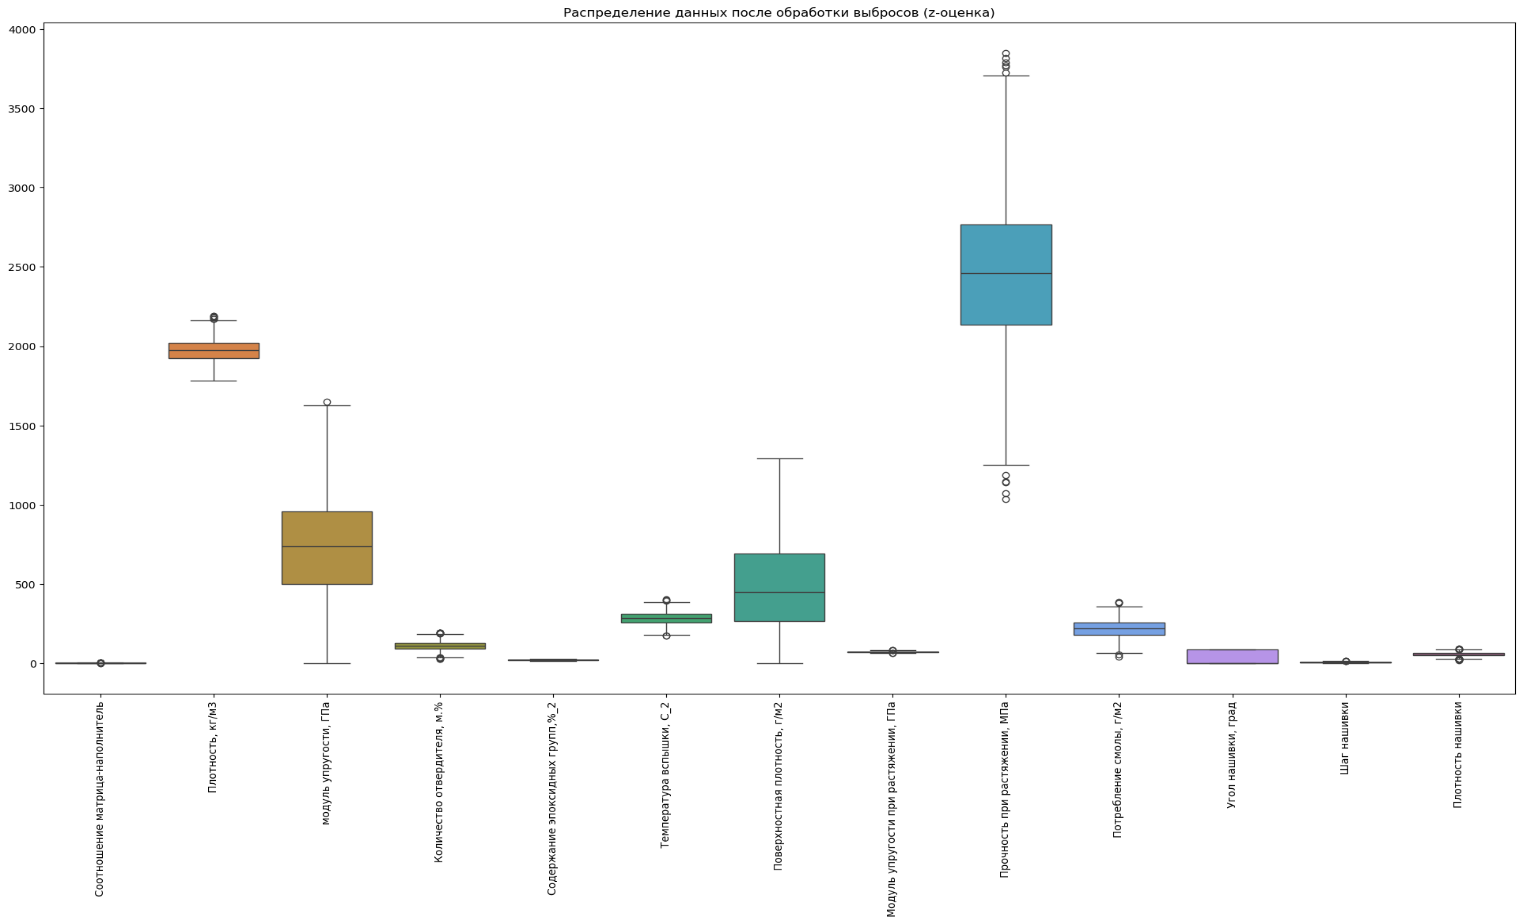 Распределение данных после обработки выбросов (z-оценка)
4000
3500
3000
2500
2000
1500
1000
500
0
Соотношение матрица-наполнитель
Плотность, кг/м3
модуль упругости, ГПа
Количество отвердителя, м.%
Содержание эпоксидных групп,%_2
Температура вспышки, С_2
Поверхностная плотность, г/м2
Модуль упругости при растяжении, ГПа
Прочность при растяжении, МПа
Потребление смолы, г/м2
Угол нашивки, град
Шаг нашивки
Плотность нашивки